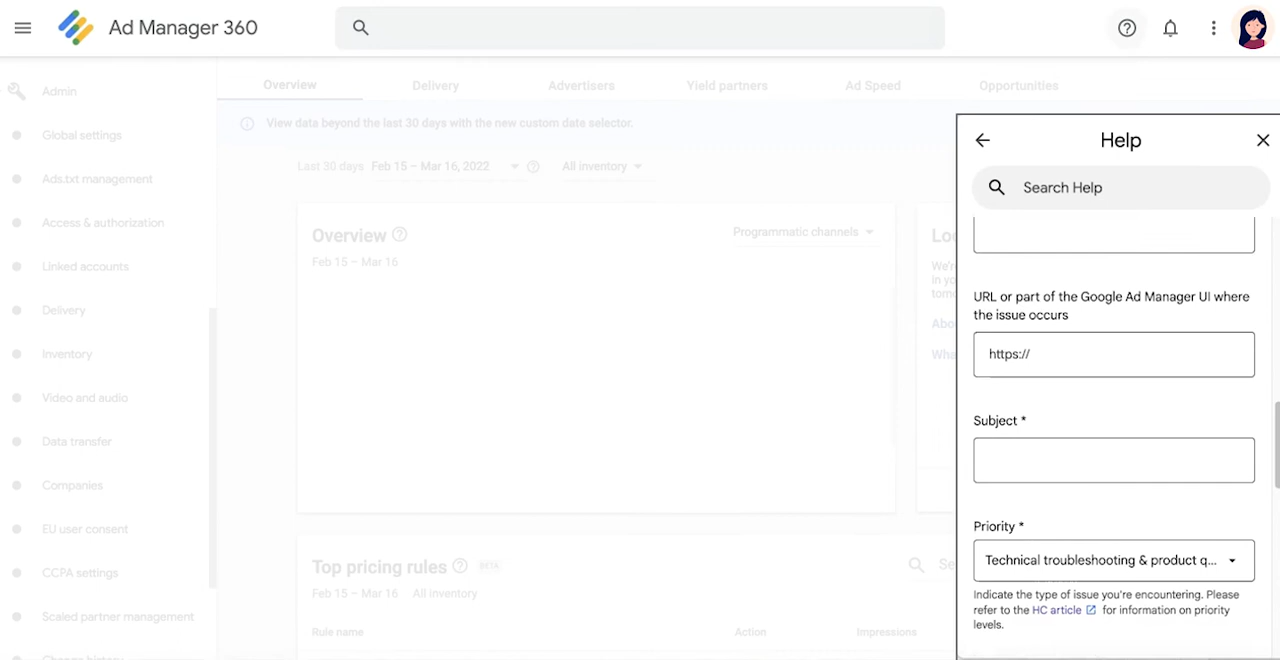 Ad Manager 360
Admin
Global settings
Ads.txt management
Access & authorization
Linked accounts
Delivery
Inventory
Video and audio
Data transfer
Companies
EU user consent
CCPA settings
Scaled partner management
Change history
Overview Delivery Advertisers Yield partners Ad Speed Opportunities
View data beyond the last 30 days with the new custom date selector.
Last 30 days Feb 15 – Mar 16, 2022 All inventory
Overview Programmatic channels
Feb 15 – Mar 16
Top pricing rules BETA
Feb 15 – Mar 16 All inventory
Rule name Action Impressions
Help
Search Help
URL or part of the Google Ad Manager UI where
the issue occurs
https://
Subject *
Priority *
Technical troubleshooting & product q...
Indicate the type of issue you're encountering. Please
refer to the HC article for information on priority
levels.